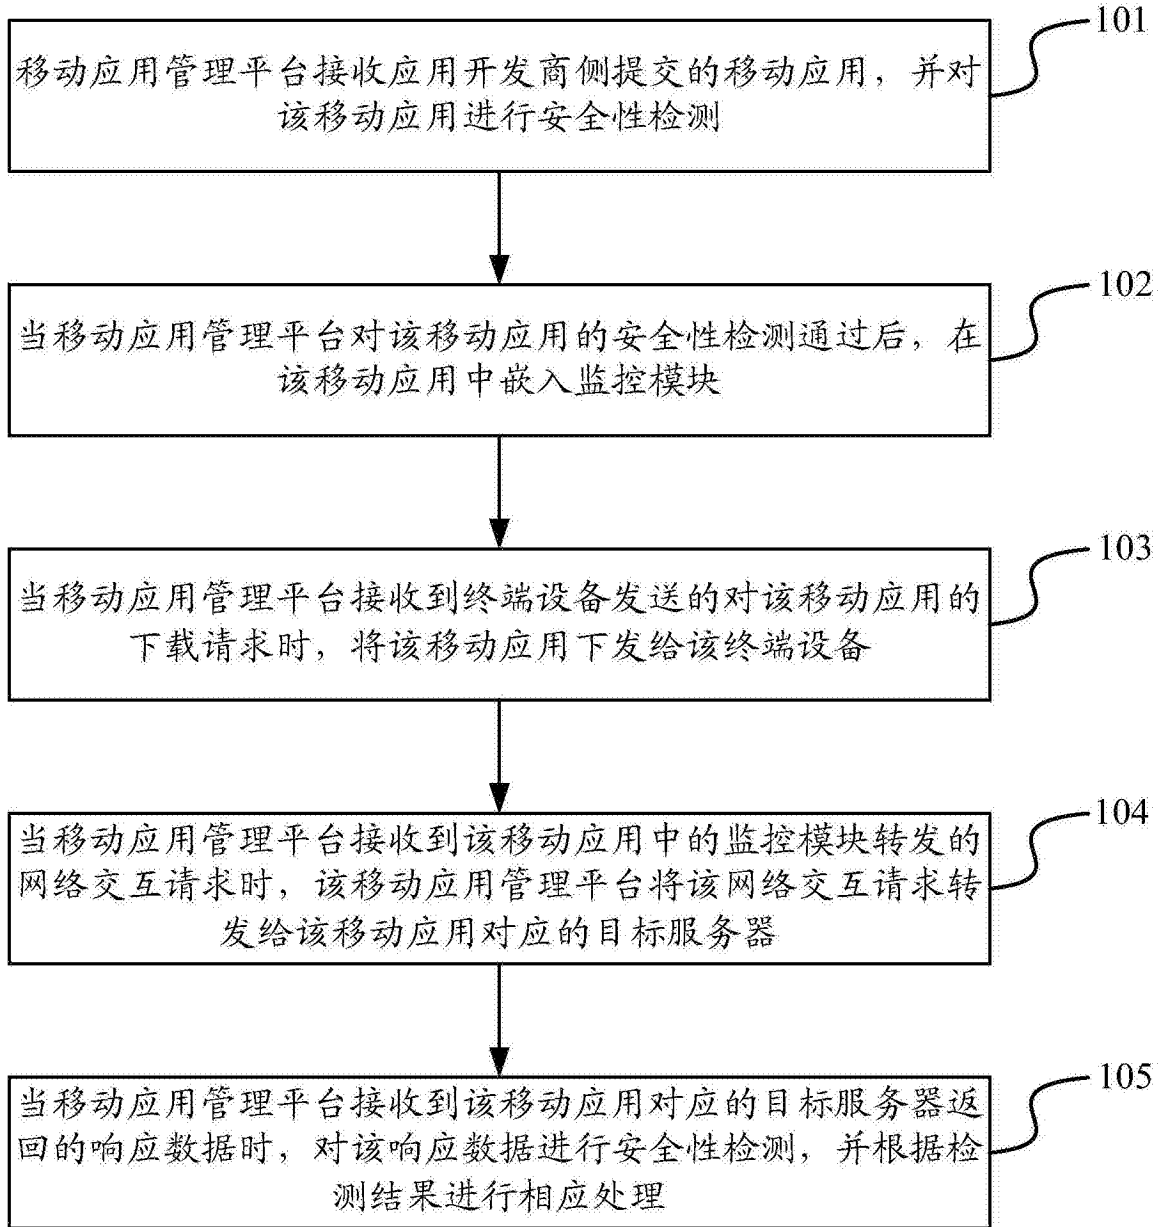 101
移动应用管理平台接收应用开发商侧提交的移动应用，并对
该移动应用进行安全性检测
102
当移动应用管理平台对该移动应用的安全性检测通过后，在
该移动应用中嵌入监控模块
103
当移动应用管理平台接收到终端设备发送的对该移动应用的
下载请求时，将该移动应用下发给该终端设备
104
当移动应用管理平台接收到该移动应用中的监控模块转发的
网络交互请求时，该移动应用管理平台将该网络交互请求转
发给该移动应用对应的目标服务器
105
当移动应用管理平台接收到该移动应用对应的目标服务器返
回的响应数据时，对该响应数据进行安全性检测，并根据检
测结果进行相应处理